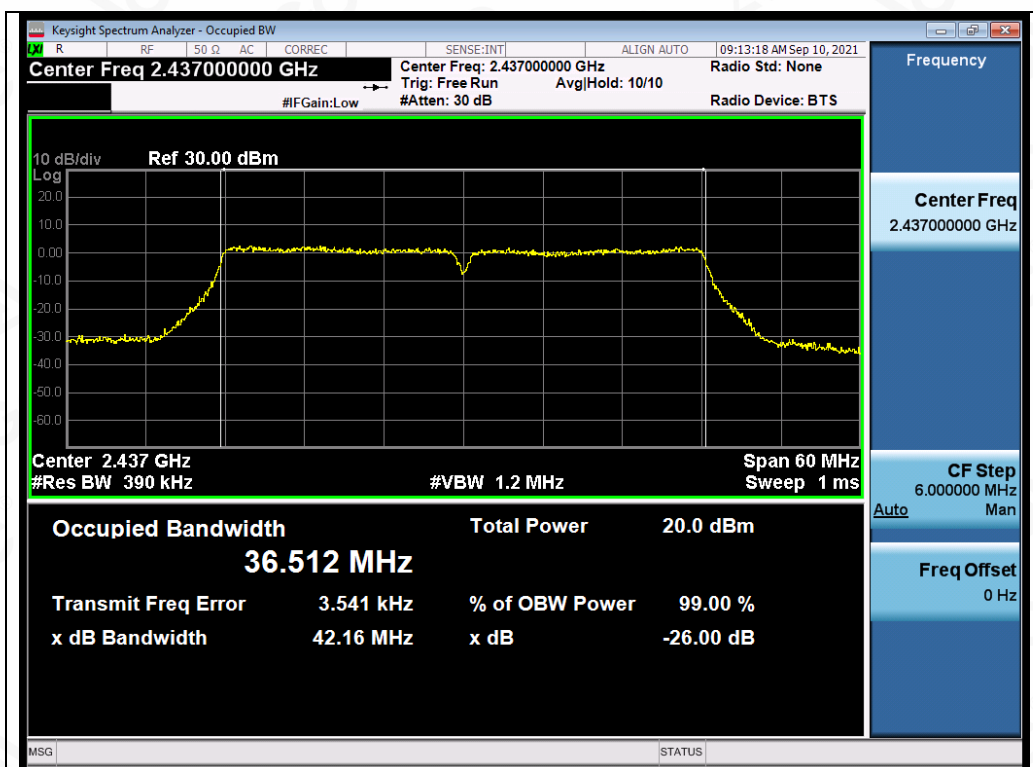 Keysight Spectrum Analyzer - Occupied BW
LXI R RF 50 Ω AC CORREC SENSE:INT ALIGN AUTO 09:13:18 AM Sep 10, 2021
Center Freq 2.437000000 GHz
Center Freq: 2.437000000 GHz
Radio Std: None
Trig: Free Run Avg|Hold: 10/10
#IFGain:Low #Atten: 30 dB Radio Device: BTS
10 dB/div Ref 30.00 dBm
Log
20.0
10.0
0.00
-10.0
-20.0
-30.0
-40.0
-50.0
-60.0
Center 2.437 GHz Span 60 MHz
#Res BW 390 kHz #VBW 1.2 MHz Sweep 1 ms
Occupied Bandwidth Total Power 20.0 dBm
36.512 MHz
Transmit Freq Error 3.541 kHz % of OBW Power 99.00 %
x dB Bandwidth 42.16 MHz x dB -26.00 dB
MSG STATUS
Frequency
Center Freq
2.437000000 GHz
CF Step
6.000000 MHz
Auto Man
Freq Offset
0 Hz